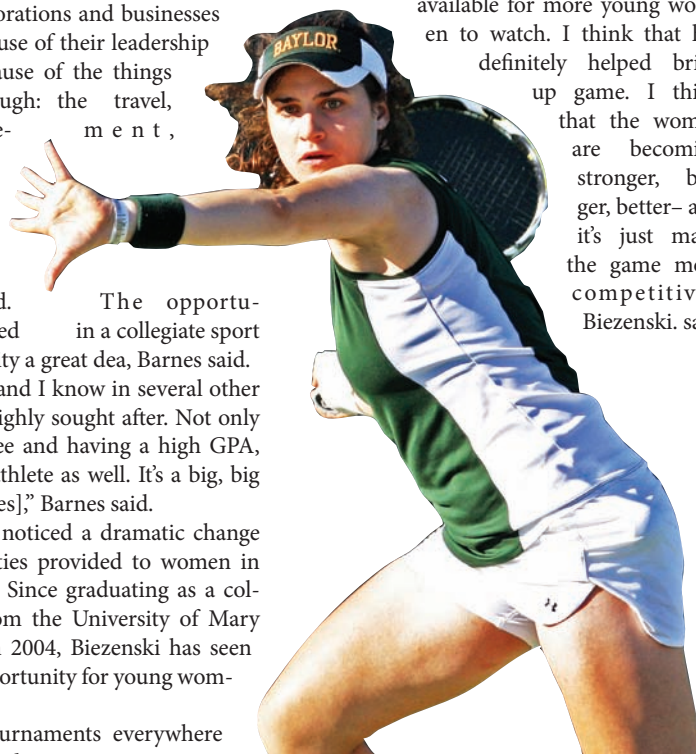 orations and businesses
use of their leadership
ause of the things
ugh: the travel,
e- ment,
d. The opportu-
ed in a collegiate sport
ity a great dea, Barnes said.
and I know in several other
ighly sought after. Not only
ee and having a high GPA,
thlete as well. It's a big, big
es],” Barnes said.
noticed a dramatic change
ties provided to women in
Since graduating as a col-
om the University of Mary
2004, Biezenski has seen
portunity for young wom-
urnaments everywhere
BAYLOR
available for more young wo
en to watch. I think that
definitely helped bri
up game. I thi
that the wom
are becomi
stronger, b
ger, better– a
it's just ma
the game mo
competitiv
Biezenski. sa